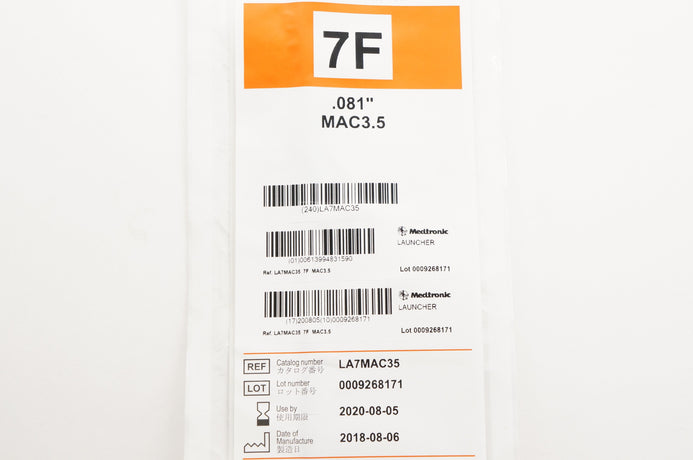 7F
.081"
MAC3.5
(240)LA7MAC35
Medtronic
LAUNCHER
(01)00613994831590
Ref. LA7MAC35 7F MAC3.5
Lot 0009268171
Medtronic
LAUNCHER
(17)200805(10)0009268171
Ref. LA7MAC35 7F MAC3.5
Lot 0009268171
REF Catalog number LA7MAC35
カタログ番号
LOT Lot number 0009268171
ロット番号
Use by 2020-08-05
使用期限
Date of
Manufacture 2018-08-06
製造日